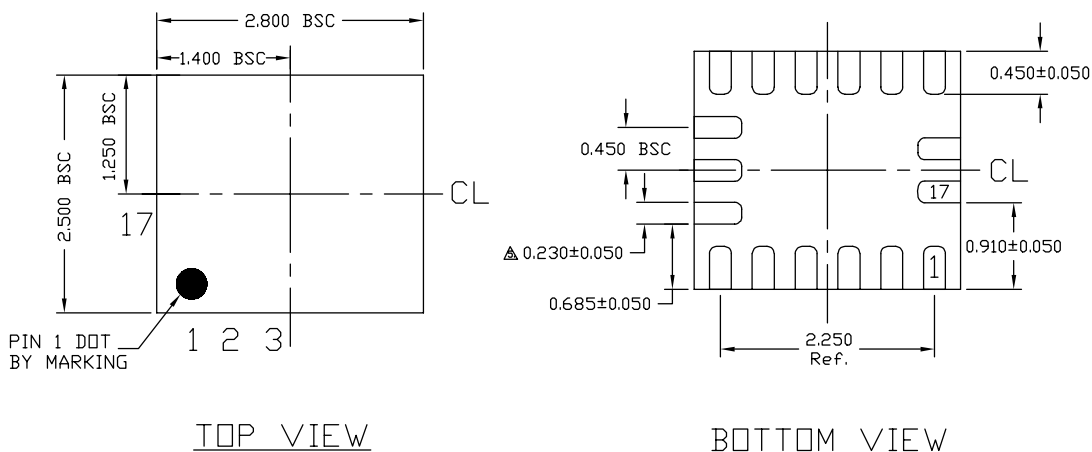 2.800 BSC
1.400 BSC
1.250 BSC
2.500 BSC
CL
17
PIN 1 DOT
BY MARKING
1 2 3
TOP VIEW
0.450±0.050
0.450 BSC
CL
17
0.230±0.050
0.910±0.050
1
0.685±0.050
2.250
Ref.
BOTTOM VIEW